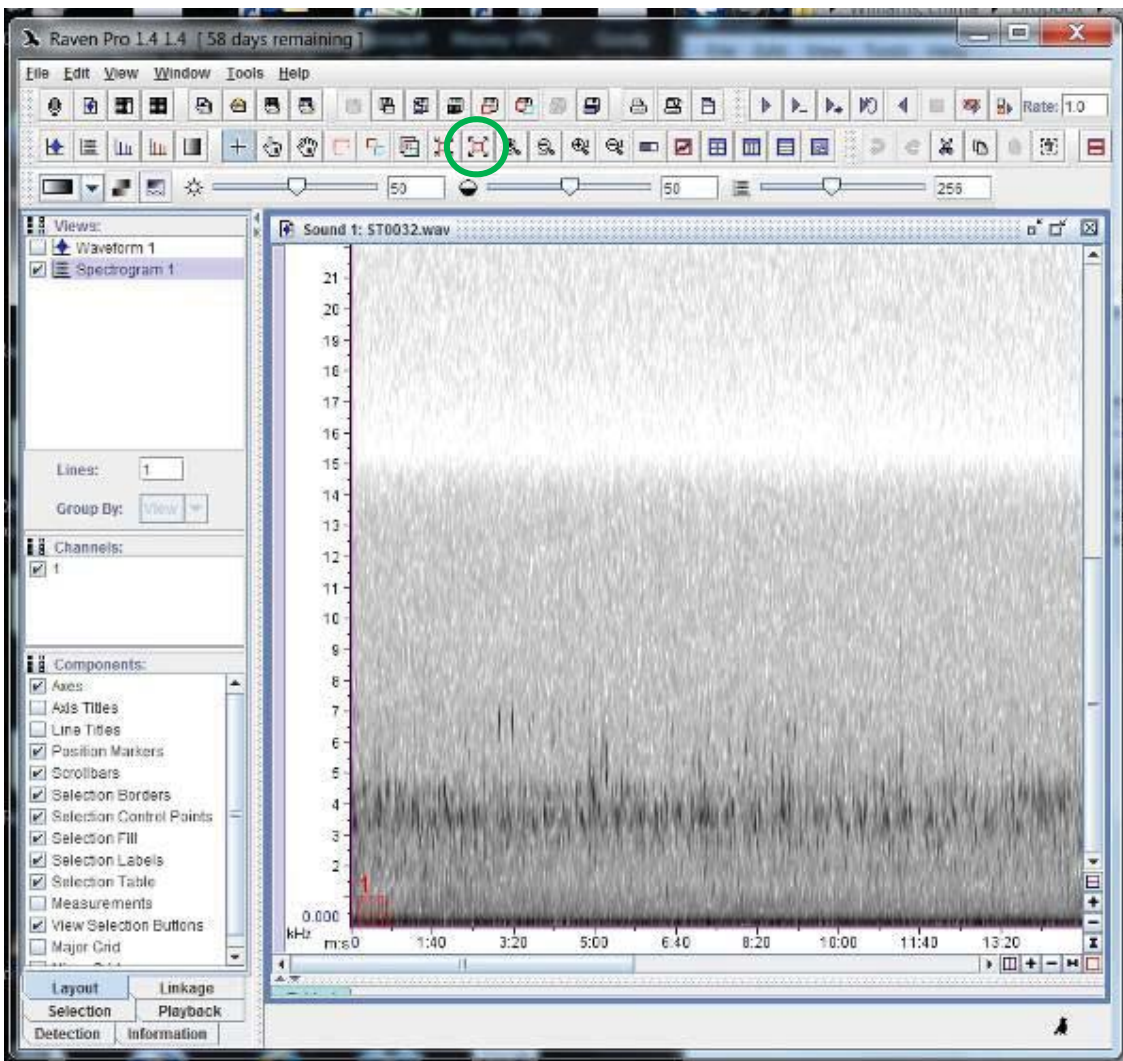 Raven Pro 1.4 1.4 [ 58 days remaining ]
File Edit View Window Tools Help
Rate: 1.0
50 50 256
Views:
Waveform 1
Spectrogram 1
Lines: 1
Group By: View
Channels:
1
Components:
Axes
Axis Titles
Line Titles
Position Markers
Scrollbars
Selection Borders
Selection Control Points
Selection Fill
Selection Labels
Selection Table
Measurements
View Selection Buttons
Major Grid
Layout Linkage
Selection Playback
Detection Information
Sound 1: ST0032.wav
21
20
19
18
17
16
15
14
13
12
11
10
9
8
7
6
5
4
3
2
1
0.000
kHz
m:s 0 1:40 3:20 5:00 6:40 8:20 10:00 11:40 13:20